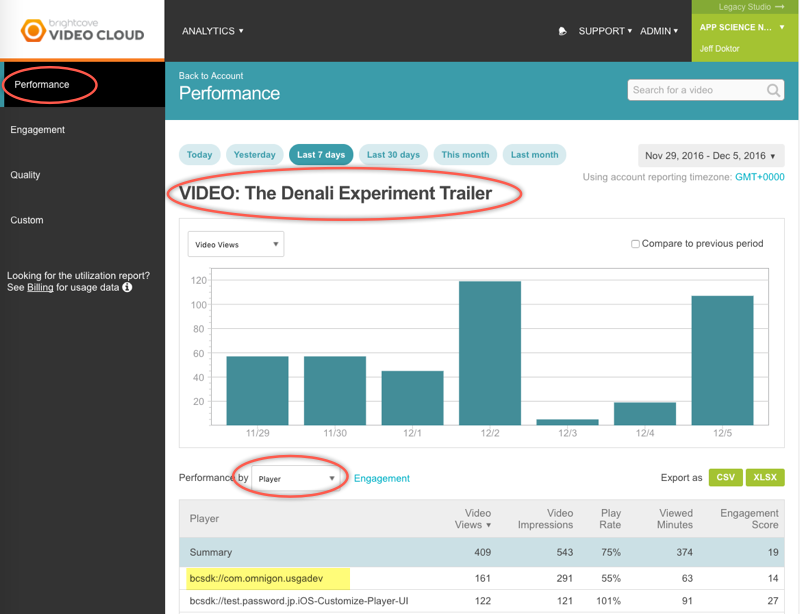 Legacy Studio →
brightcove
VIDEO CLOUD
ANALYTICS ▾
SUPPORT ▾
ADMIN ▾
APP SCIENCE N... ▾
Jeff Doktor
Performance
Engagement
Quality
Custom
Looking for the utilization report?
See Billing for usage data
Back to Account
Performance
Search for a video
Today
Yesterday
Last 7 days
Last 30 days
This month
Last month
Nov 29, 2016 - Dec 5, 2016 ▾
Using account reporting timezone: GMT+0000
VIDEO: The Denali Experiment Trailer
Video Views ▾
Compare to previous period
120
100
80
60
40
20
11/29 11/30 12/1 12/2 12/3 12/4 12/5
Performance by Player ▾ Engagement
Export as CSV XLSX
Player Video Views ▾ Video Impressions Play Rate Viewed Minutes Engagement Score
Summary 409 543 75% 374 19
bcsdk://com.omnigon.usgadev 161 291 55% 63 14
bcsdk://test.password.jp.iOS-Customize-Player-UI 122 121 101% 91 27